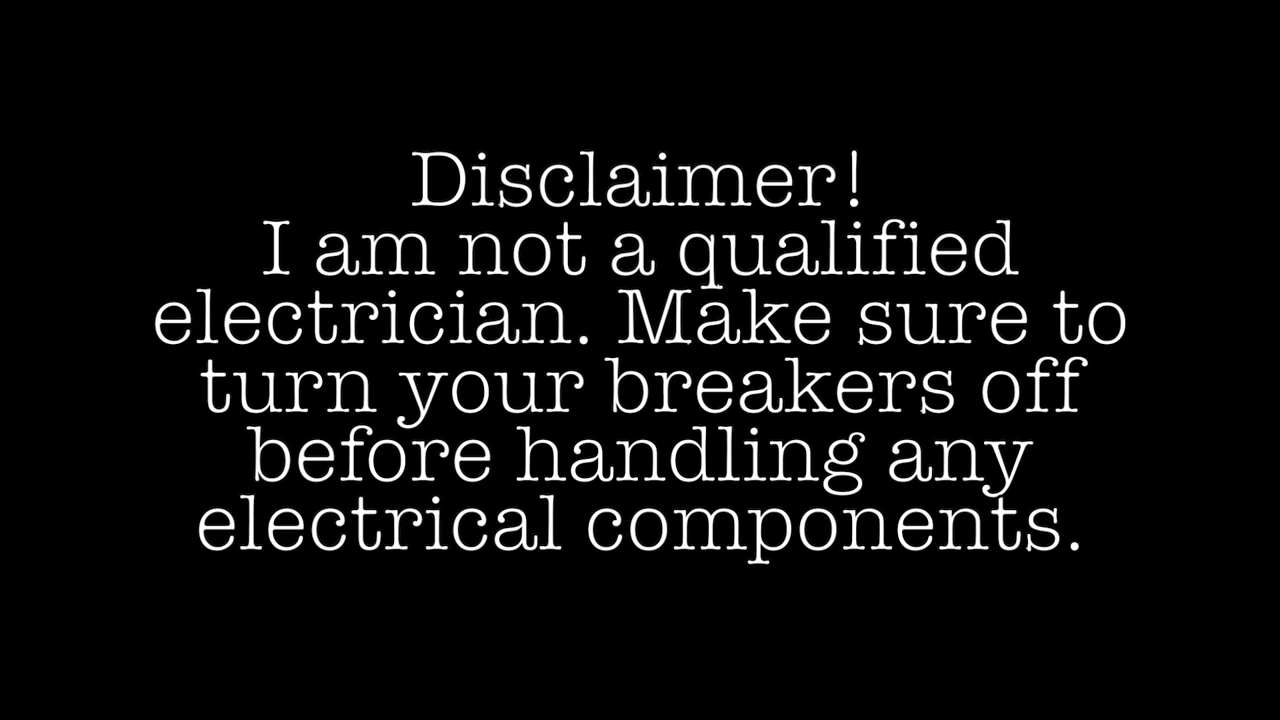 Disclaimer!
I am not a qualified
electrician. Make sure to
turn your breakers off
before handling any
electrical components.